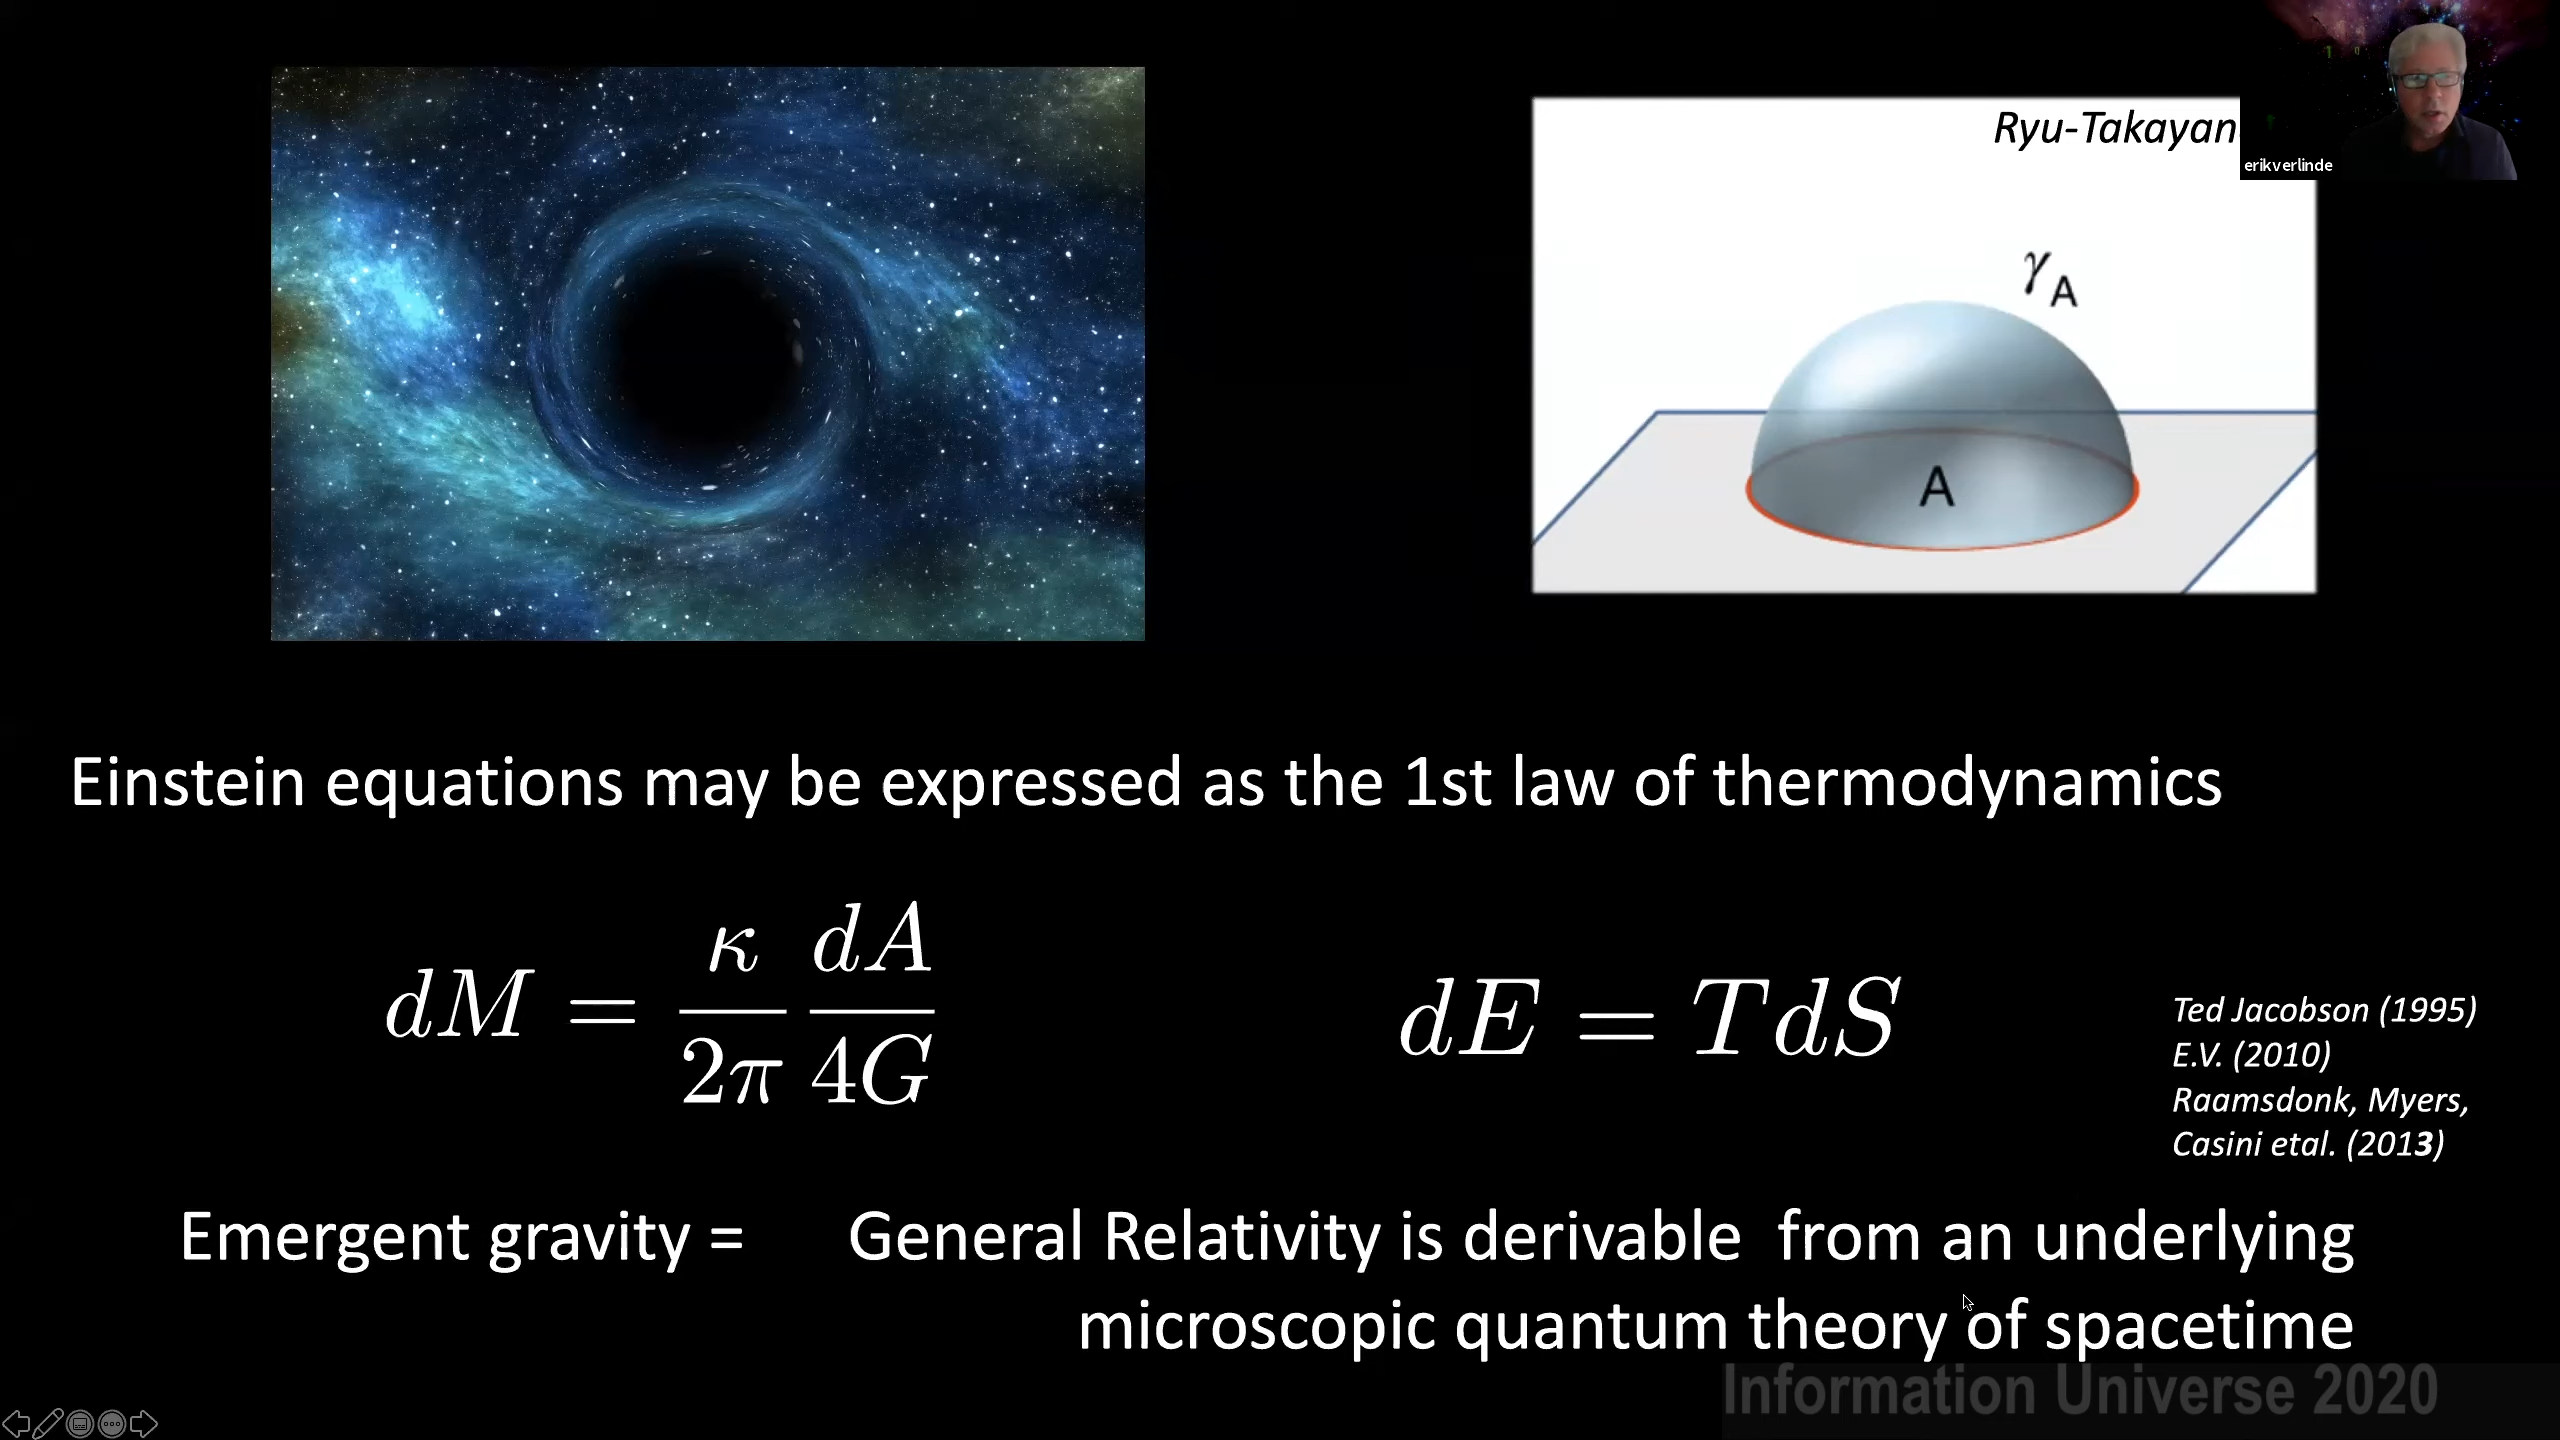 Ryu-Takayan
erikverlinde
γ_A
A
Einstein equations may be expressed as the 1st law of thermodynamics
dM = κ/2π dA/4G
dE = TdS
Ted Jacobson (1995)
E.V. (2010)
Raamsdonk, Myers,
Casini etal. (2013)
Emergent gravity = General Relativity is derivable from an underlying
microscopic quantum theory of spacetime
Information Universe 2020